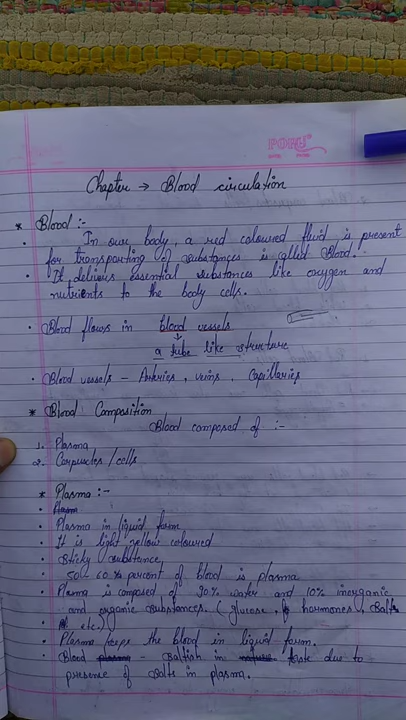 PONY
Chapter → Blood circulation
* Blood :-
• In our body, a red coloured fluid is present
for transporting of substances is called Blood.
• It delivers essential substances like oxygen and
nutrients to the body cells.
• Blood flows in blood vessels
↓
a tube like structure
• Blood vessels - Arteries, veins, Capillaries
* Blood Composition
Blood composed of :-
1. Plasma
2. Corpuscles / cells
* Plasma :-
• Plasma in liquid form
• It is light yellow coloured
Sticky substance
• 50 - 60 % percent of blood is plasma
• Plasma is composed of 90% water and 10% inorganic
and organic substances. (glucose, hormones, Salts
etc.)
• Plasma keeps the blood in liquid form.
• Blood - Saltish in taste due to
presence of salts in plasma.